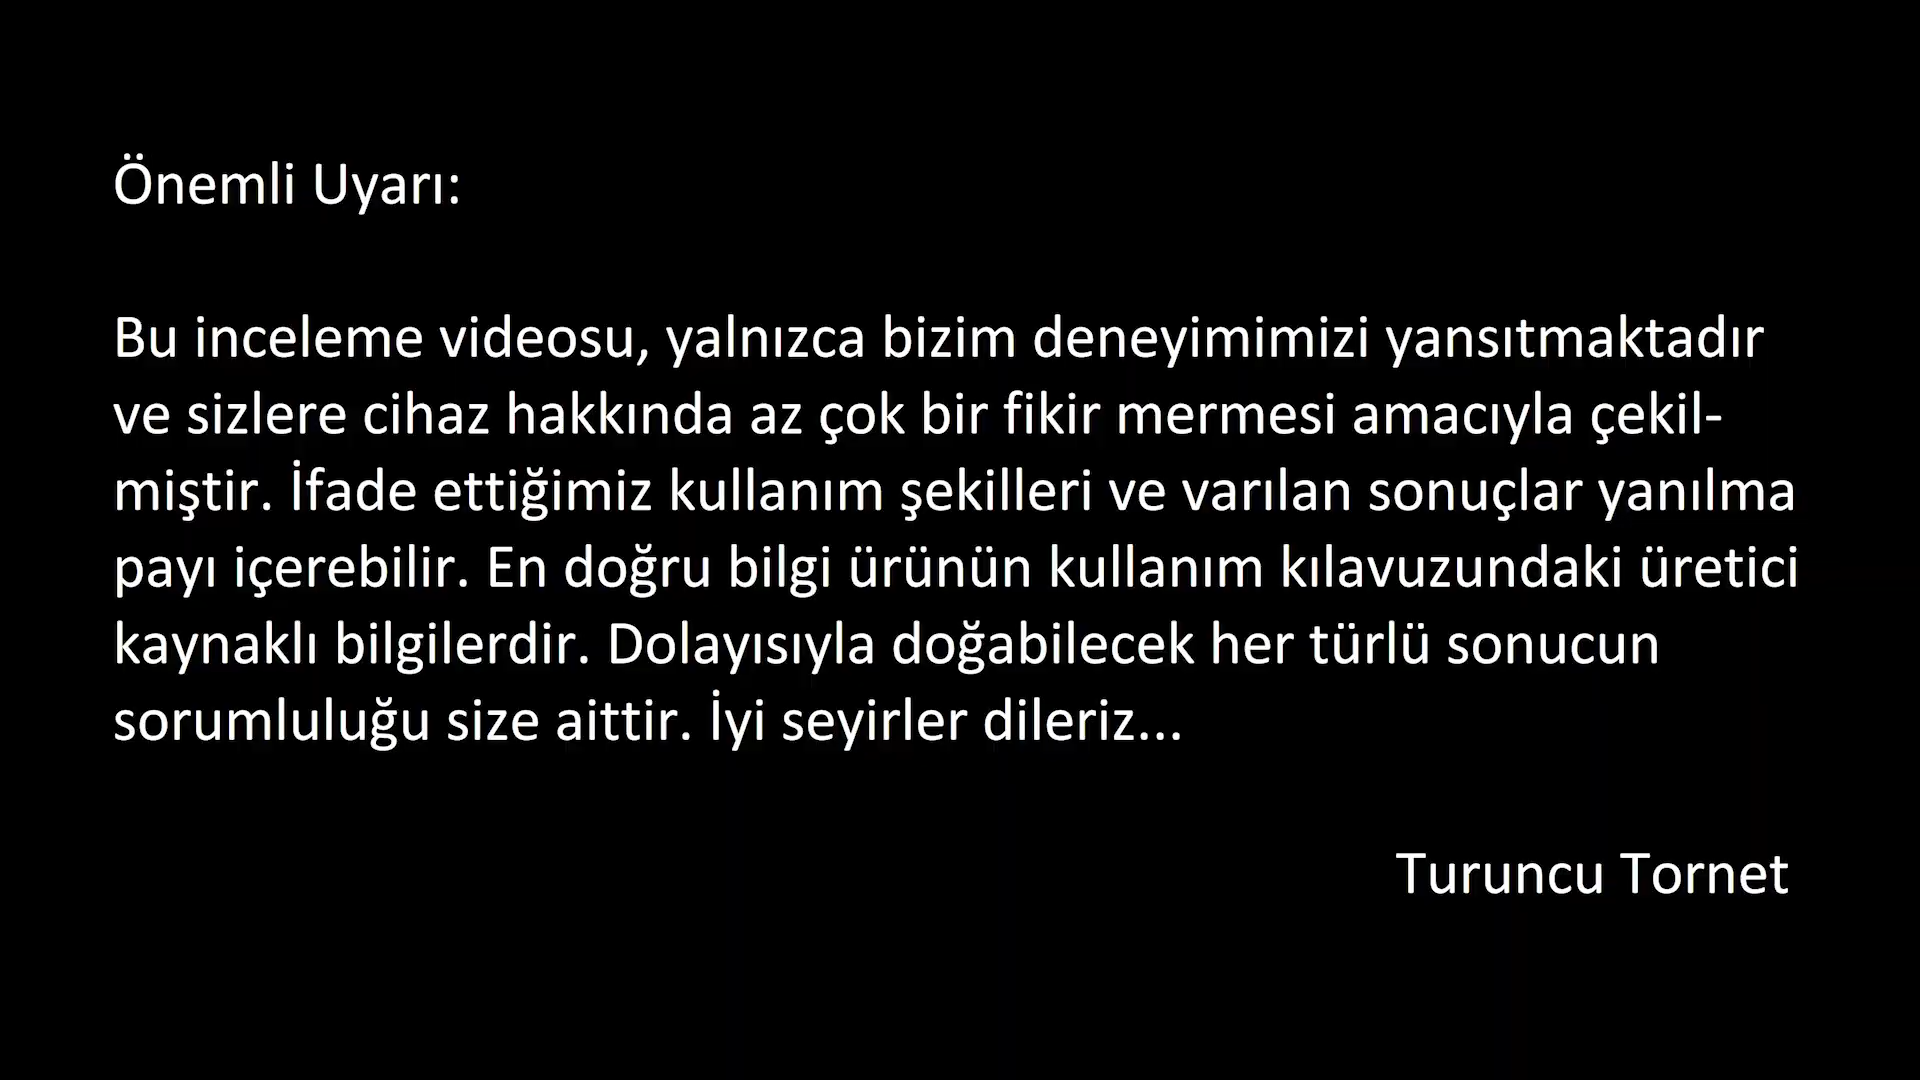 Önemli Uyarı:
Bu inceleme videosu, yalnızca bizim deneyimimizi yansıtmaktadır
ve sizlere cihaz hakkında az çok bir fikir mermesi amacıyla çekil-
miştir. İfade ettiğimiz kullanım şekilleri ve varılan sonuçlar yanılma
payı içerebilir. En doğru bilgi ürünün kullanım kılavuzundaki üretici
kaynaklı bilgilerdir. Dolayısıyla doğabilecek her türlü sonucun
sorumluluğu size aittir. İyi seyirler dileriz...
Turuncu Tornet